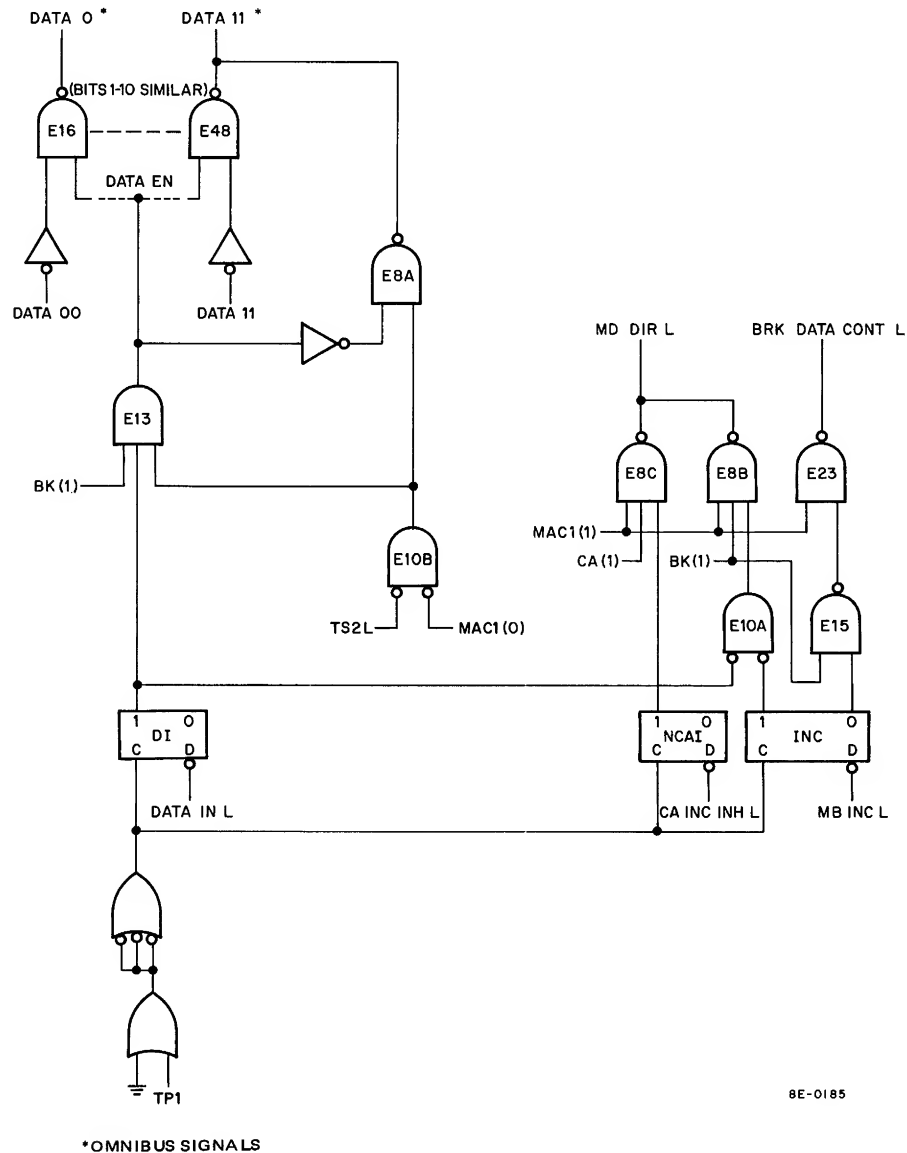 DATA 0* DATA 11*
(BITS 1-10 SIMILAR)
E16 E48
DATA EN
E8A
DATA 00 DATA 11
MD DIR L BRK DATA CONT L
E13
E8C E8B E23
BK(1)
MAC1(1)
CA(1) BK(1)
E10B
E10A E15
TS2L MAC1(0)
1 0 1 0 1 0
DI NCAI INC
C D C D C D
DATA IN L CA INC INH L MB INC L
TP1
8E-0185
*OMNIBUS SIGNALS